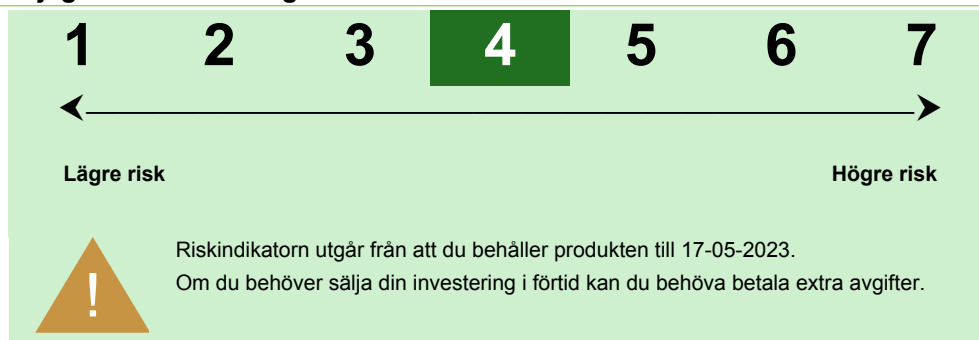 1 2 3 4 5 6 7
Lägre risk Högre risk
!
Riskindikatorn utgår från att du behåller produkten till 17-05-2023.
Om du behöver sälja din investering i förtid kan du behöva betala extra avgifter.